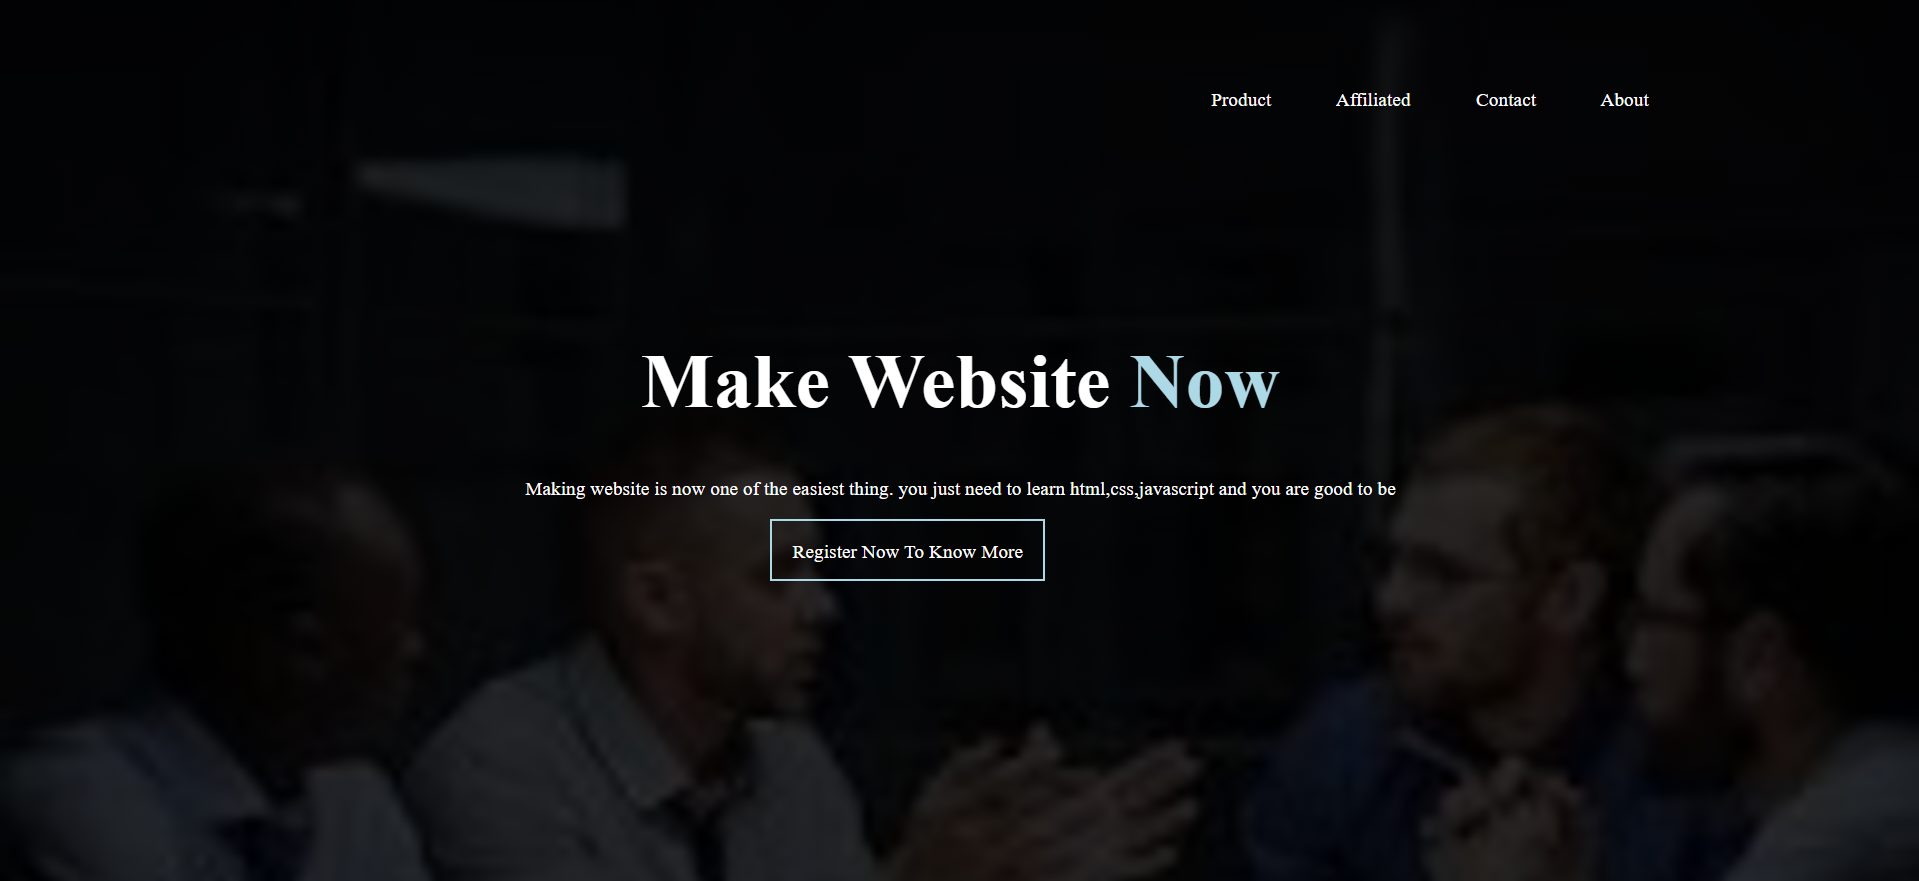 Product Affiliated Contact About
Make Website Now
Making website is now one of the easiest thing. you just need to learn html,css,javascript and you are good to be
Register Now To Know More